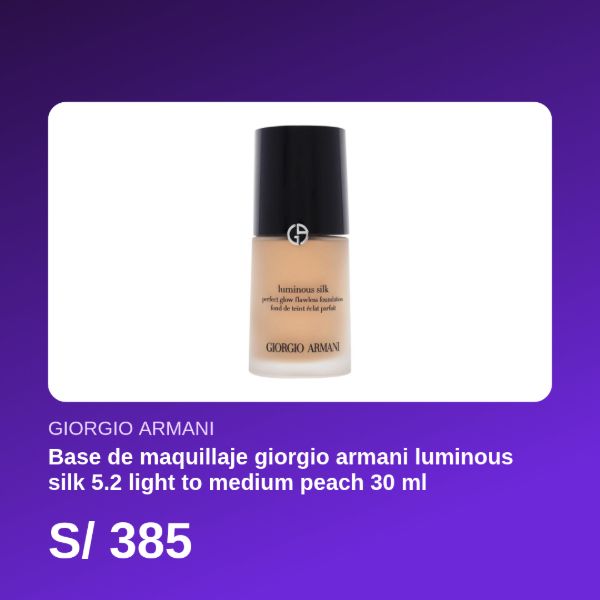 luminous silk
perfect glow flawless foundation
fond de teint éclat parfait
GIORGIO ARMANI
GIORGIO ARMANI
Base de maquillaje giorgio armani luminous
silk 5.2 light to medium peach 30 ml
S/ 385